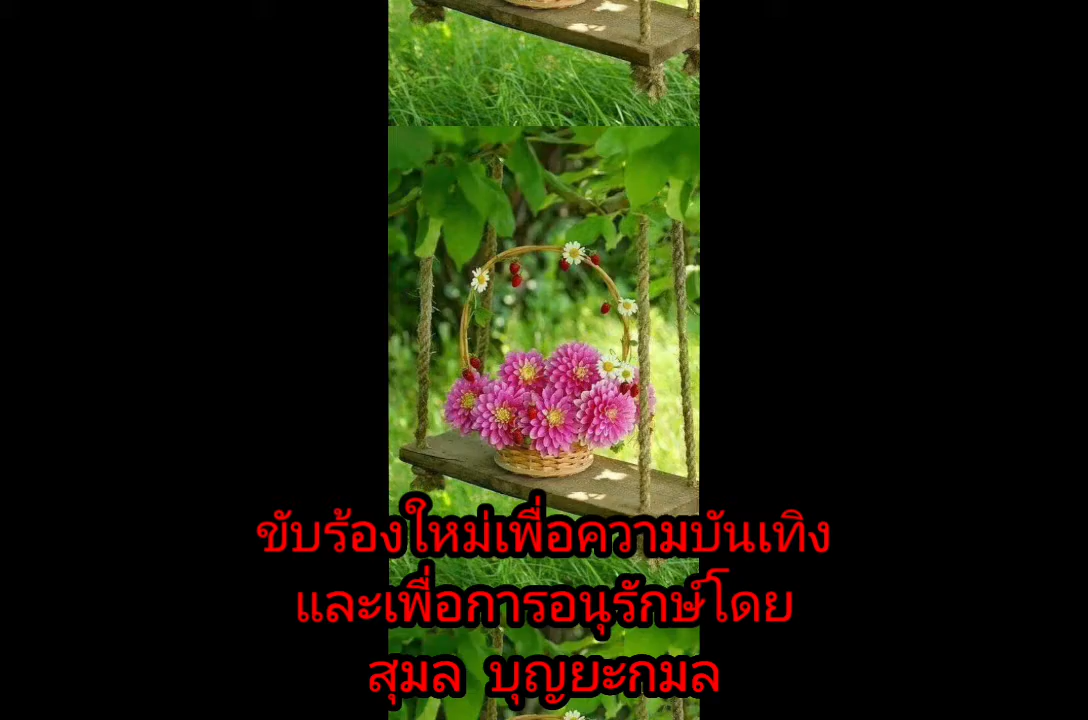 ขับร้องใหม่เพื่อความบันเทิง
และเพื่อการอนุรักษ์โดย
สุมล บุญยะกมล